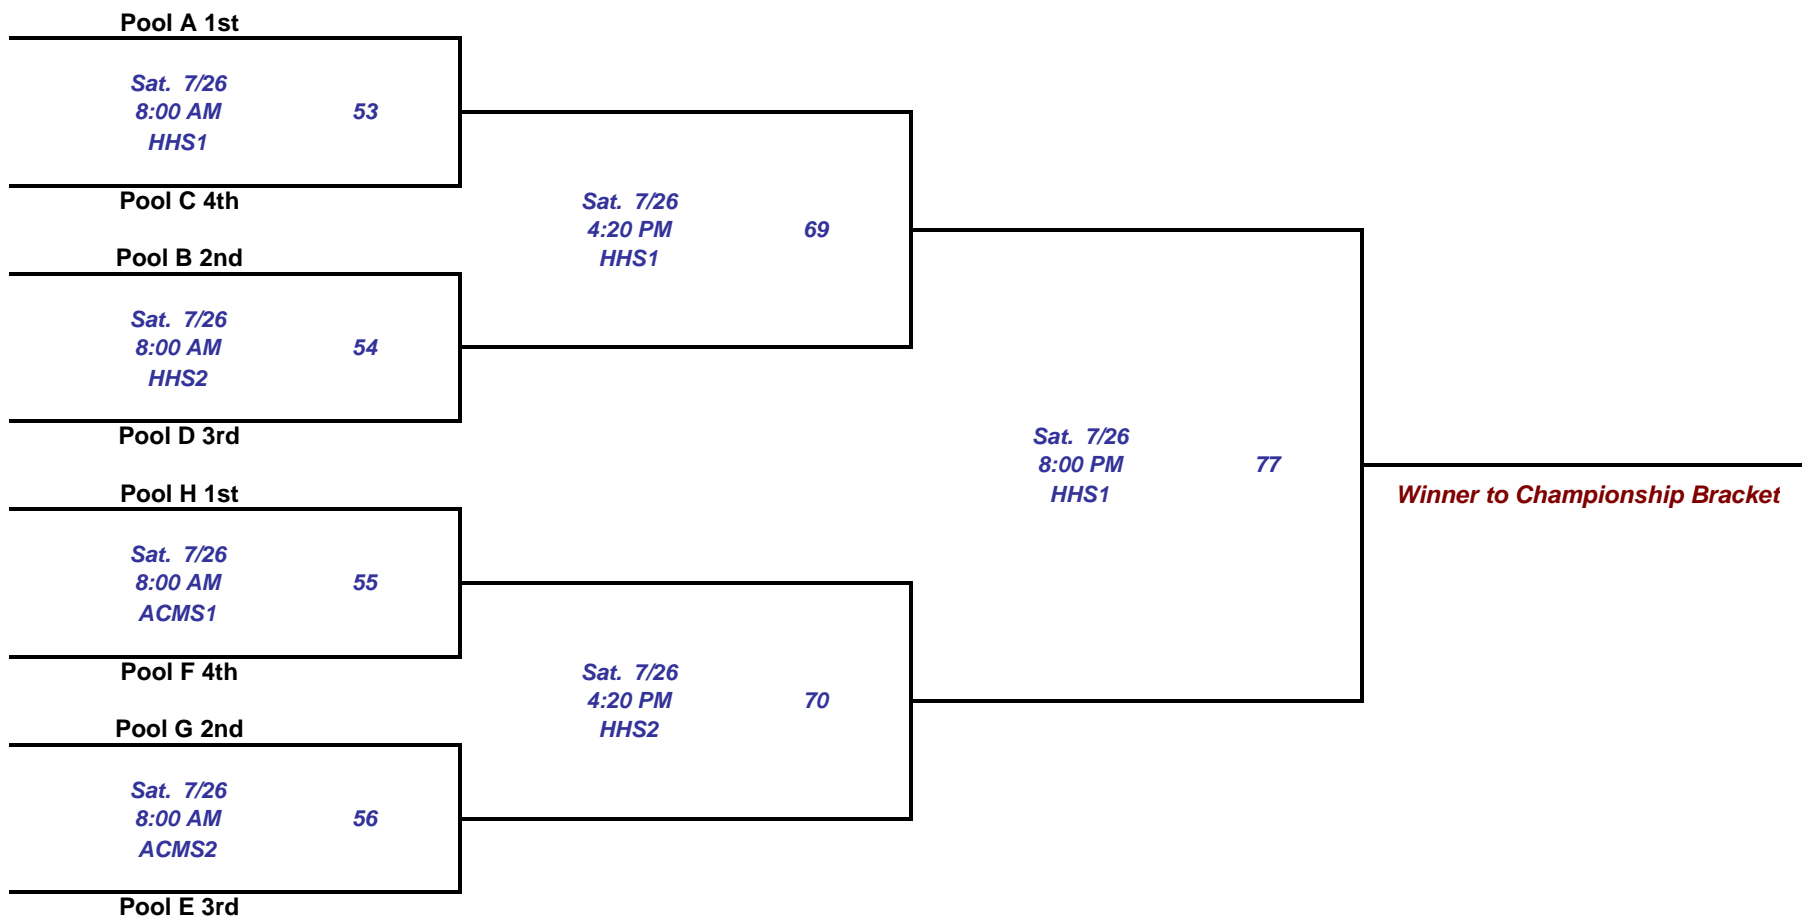 Pool A 1st
Sat. 7/26
8:00 AM 53
HHS1
Pool C 4th
Sat. 7/26
4:20 PM 69
HHS1
Pool B 2nd
Sat. 7/26
8:00 AM 54
HHS2
Pool D 3rd
Sat. 7/26
8:00 PM 77
HHS1
Winner to Championship Bracket
Pool H 1st
Sat. 7/26
8:00 AM 55
ACMS1
Pool F 4th
Sat. 7/26
4:20 PM 70
HHS2
Pool G 2nd
Sat. 7/26
8:00 AM 56
ACMS2
Pool E 3rd